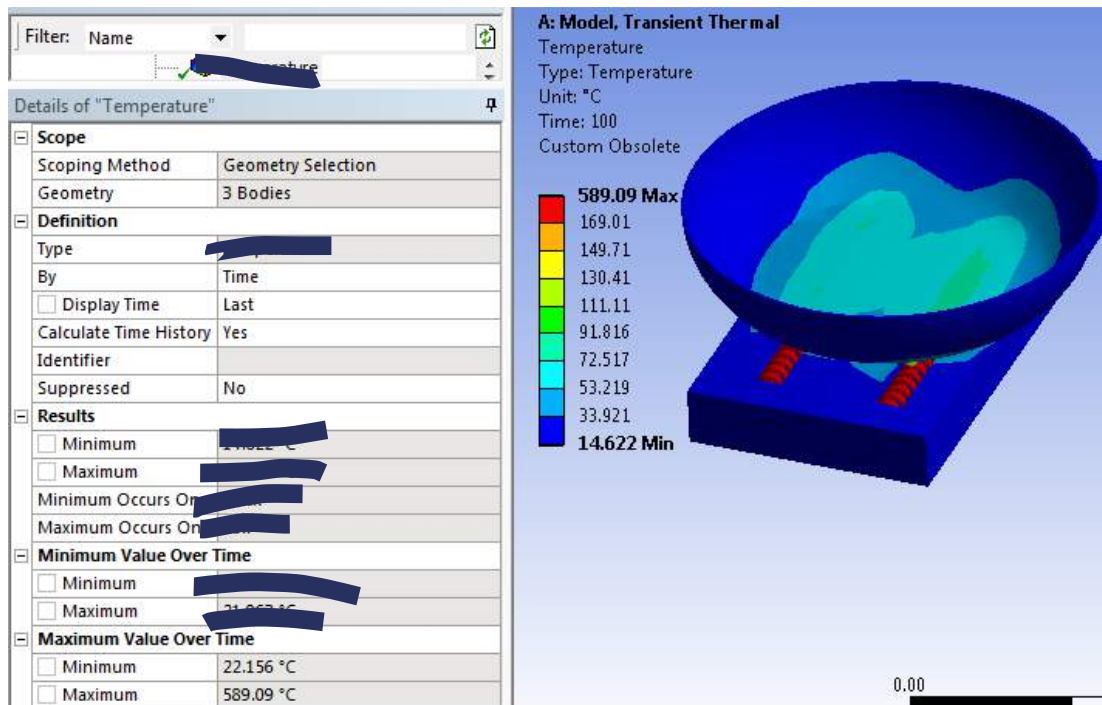 Filter: Name
Details of "Temperature"
Scope
Scoping Method Geometry Selection
Geometry 3 Bodies
Definition
Type
By Time
Display Time Last
Calculate Time History Yes
Identifier
Suppressed No
Results
Minimum
Maximum
Minimum Occurs On
Maximum Occurs On
Minimum Value Over Time
Minimum
Maximum
Maximum Value Over Time
Minimum 22.156 °C
Maximum 589.09 °C
A: Model, Transient Thermal
Temperature
Type: Temperature
Unit: °C
Time: 100
Custom Obsolete
589.09 Max
169.01
149.71
130.41
111.11
91.816
72.517
53.219
33.921
14.622 Min
0.00